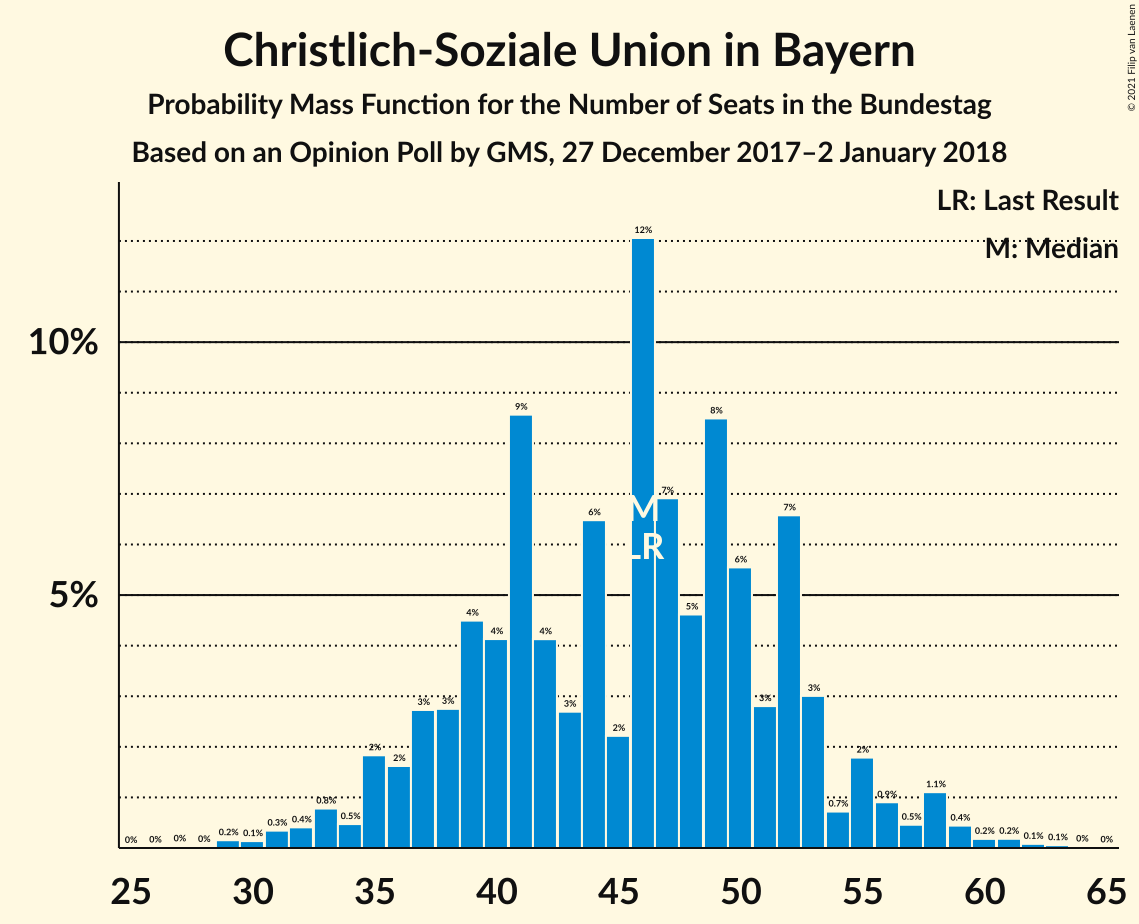 Christlich-Soziale Union in Bayern
Probability Mass Function for the Number of Seats in the Bundestag
Based on an Opinion Poll by GMS, 27 December 2017–2 January 2018
© 2021 Filip van Laenen
LR: Last Result
M: Median
10%
5%
0% 0% 0% 0% 0.2% 0.1% 0.3% 0.4% 0.8% 0.5% 2% 2% 3% 3% 4% 4% 9% 4% 3% 6% 2% 12% 7% 5% 8% 6% 3% 7% 3% 0.7% 2% 0.9% 0.5% 1.1% 0.4% 0.2% 0.2% 0.1% 0.1% 0% 0%
M
LR
25 30 35 40 45 50 55 60 65